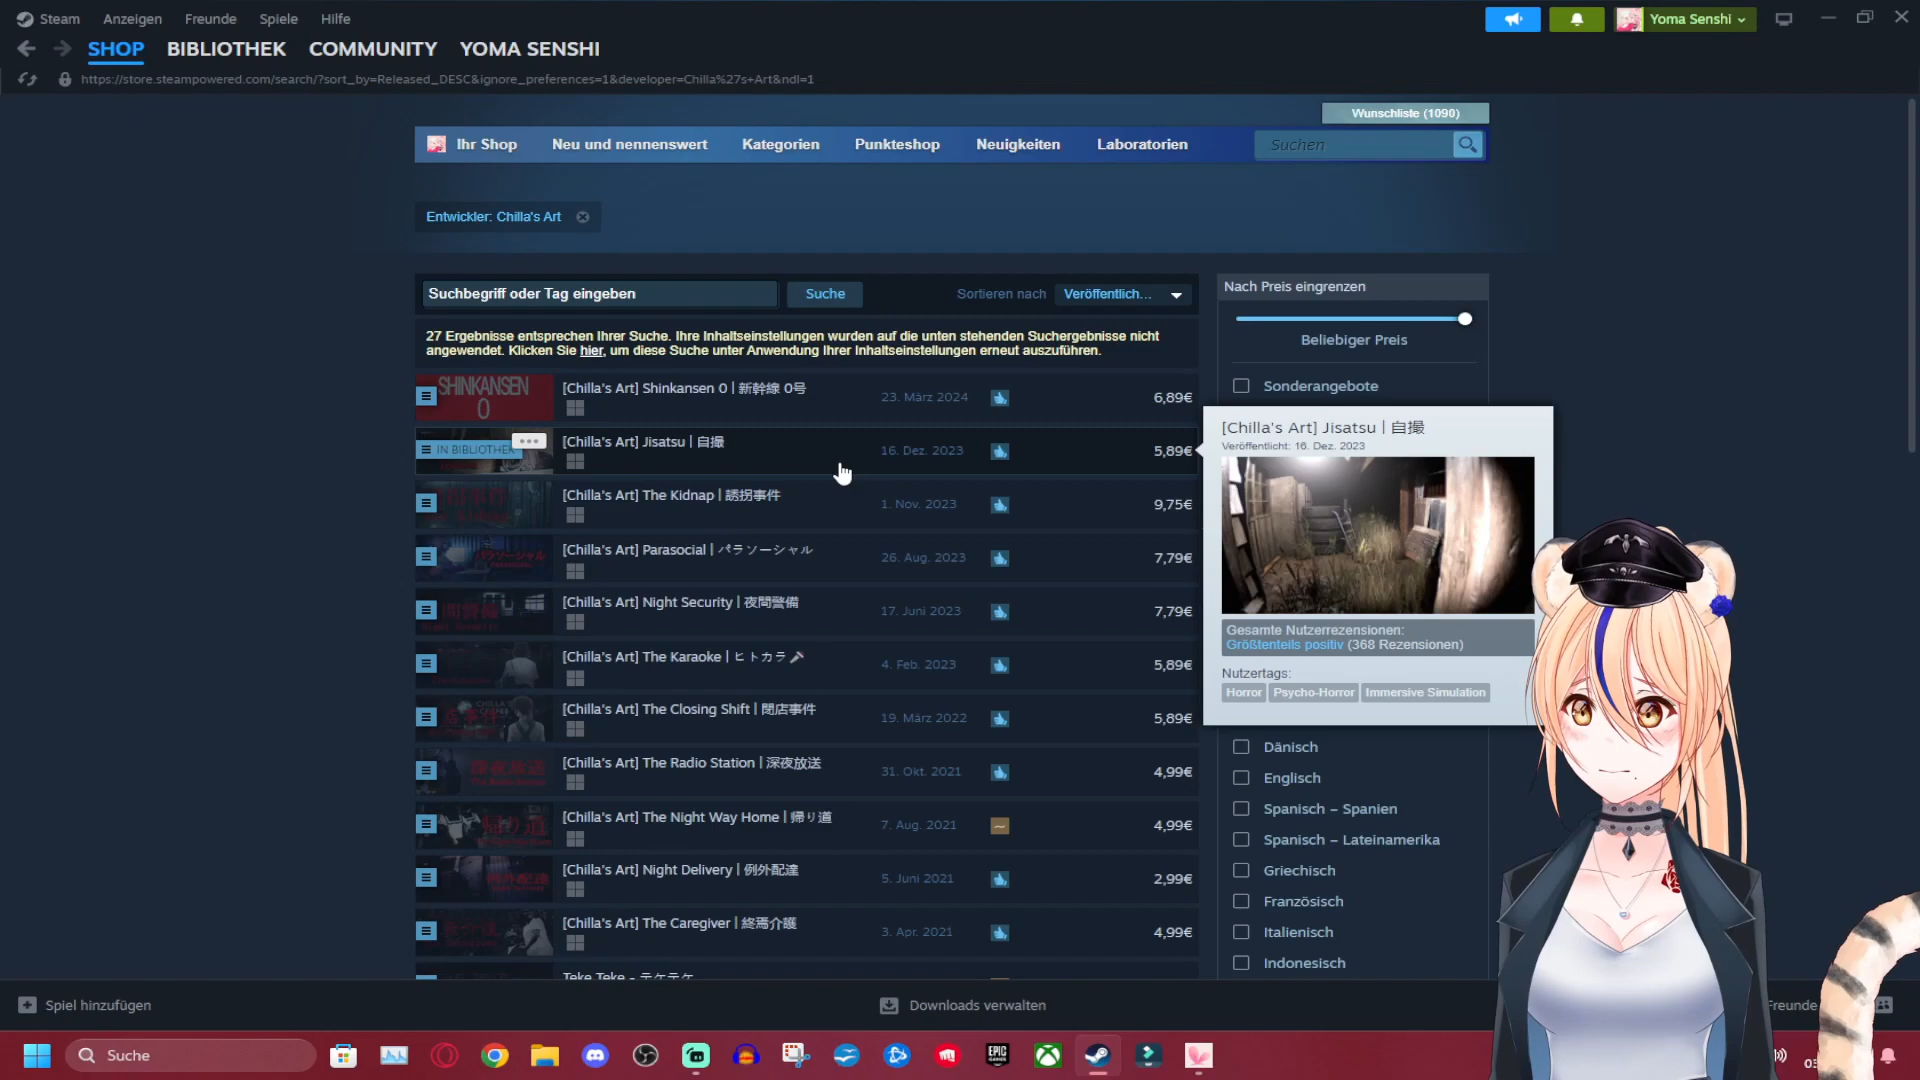 Steam Anzeigen Freunde Spiele Hilfe
Yoma Senshi
SHOP BIBLIOTHEK COMMUNITY YOMA SENSHI
https://store.steampowered.com/search/?sort_by=Released_DESC&ignore_preferences=1&developer=Chilla%27s+Art&ndl=1
Wunschliste (1090)
Ihr Shop Neu und nennenswert Kategorien Punkteshop Neuigkeiten Laboratorien Suchen
Entwickler: Chilla's Art
Suchbegriff oder Tag eingeben Suche Sortieren nach Veröffentlich...
Nach Preis eingrenzen
Beliebiger Preis
27 Ergebnisse entsprechen Ihrer Suche. Ihre Inhaltseinstellungen wurden auf die unten stehenden Suchergebnisse nicht
angewendet. Klicken Sie hier, um diese Suche unter Anwendung Ihrer Inhaltseinstellungen erneut auszuführen.
Sonderangebote
SHINKANSEN
0
[Chilla's Art] Shinkansen 0 | 新幹線 0号 23. März 2024 6,89€
IN BIBLIOTHEK
[Chilla's Art] Jisatsu | 自撮 16. Dez. 2023 5,89€
[Chilla's Art] The Kidnap | 誘拐事件 1. Nov. 2023 9,75€
[Chilla's Art] Parasocial | パラソーシャル 26. Aug. 2023 7,79€
[Chilla's Art] Night Security | 夜間警備 17. Juni 2023 7,79€
[Chilla's Art] The Karaoke | ヒトカラ🎤 4. Feb. 2023 5,89€
[Chilla's Art] The Closing Shift | 閉店事件 19. März 2022 5,89€
[Chilla's Art] The Radio Station | 深夜放送 31. Okt. 2021 4,99€
[Chilla's Art] The Night Way Home | 帰り道 7. Aug. 2021 4,99€
[Chilla's Art] Night Delivery | 例外配達 5. Juni 2021 2,99€
[Chilla's Art] The Caregiver | 終焉介護 3. Apr. 2021 4,99€
Teke Teke - テケテケ
[Chilla's Art] Jisatsu | 自撮
Veröffentlicht: 16. Dez. 2023
Gesamte Nutzerrezensionen:
Größtenteils positiv (368 Rezensionen)
Nutzertags:
Horror Psycho-Horror Immersive Simulation
Dänisch
Englisch
Spanisch – Spanien
Spanisch – Lateinamerika
Griechisch
Französisch
Italienisch
Indonesisch
Spiel hinzufügen Downloads verwalten Freunde
Suche
EPIC